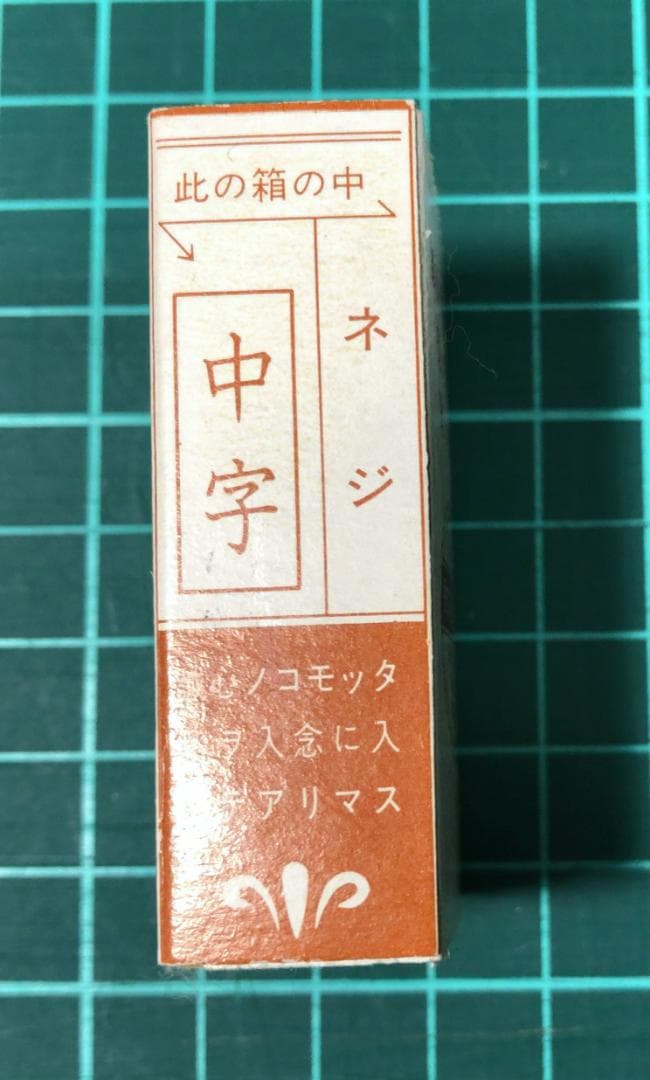 此の箱の中
ネジ
中字
心ノコモッタ
ヲ入念に入
アリマス